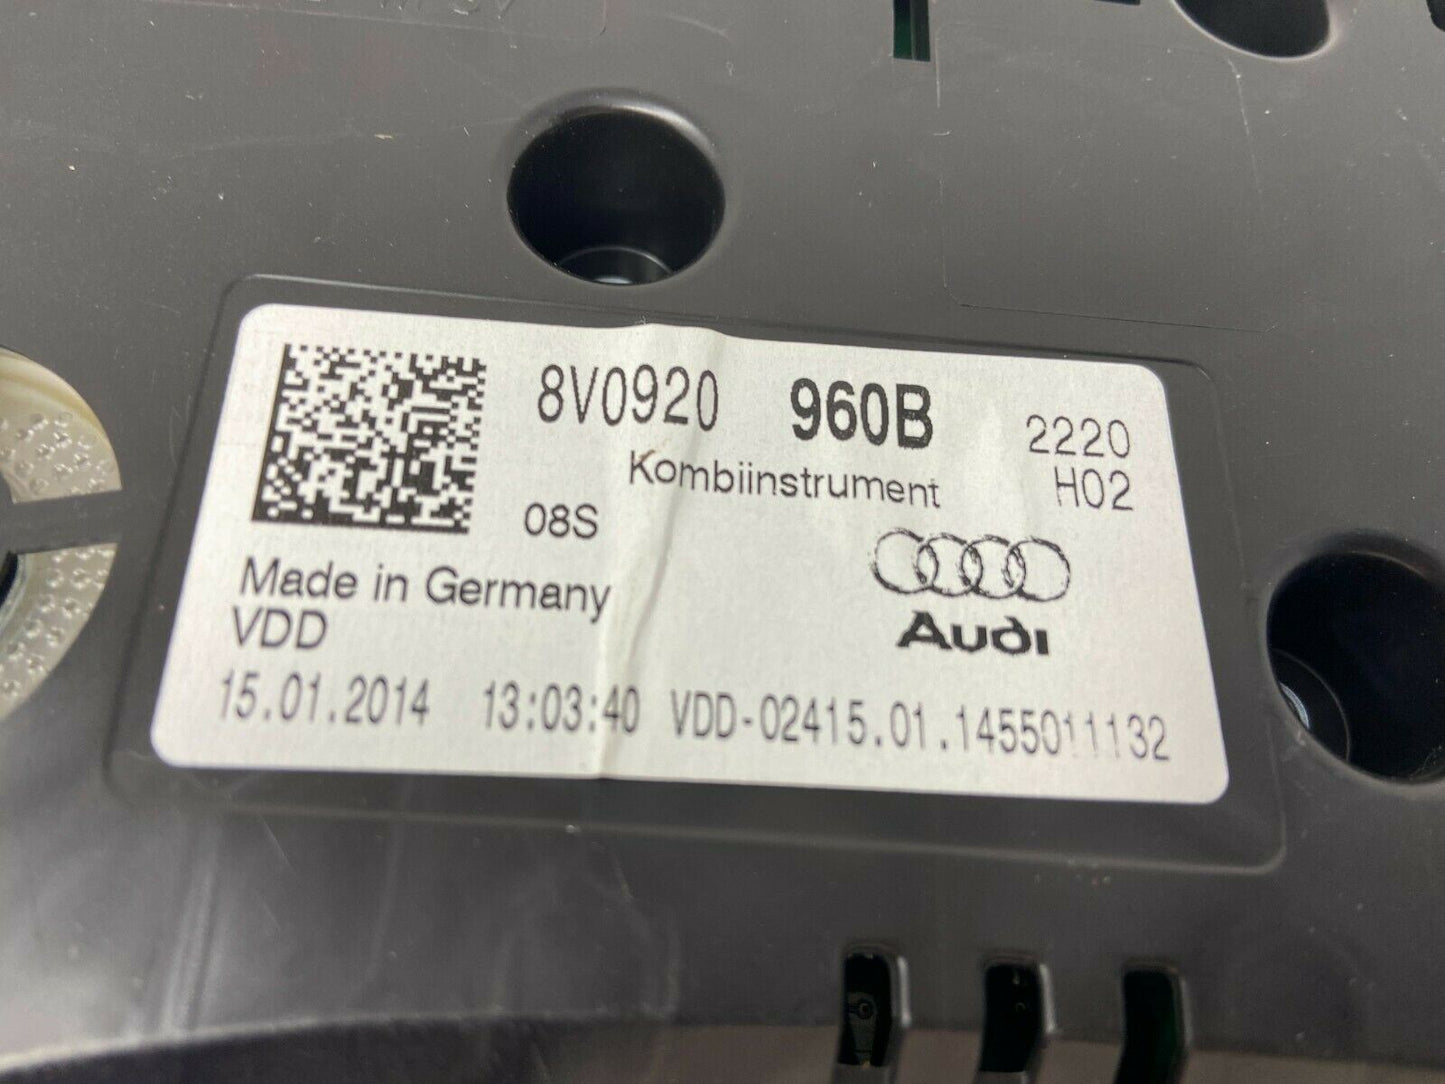 8V0920 960B 2220
Kombiinstrument H02
08S
Audi
Made in Germany
VDD
15.01.2014 13:03:40 VDD-02415.01.1455011132